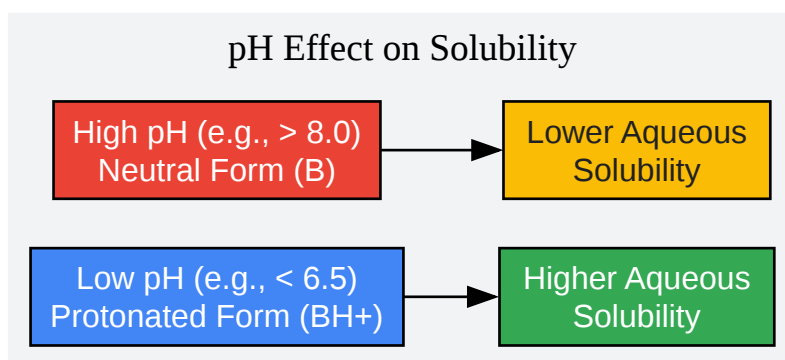 pH Effect on Solubility
High pH (e.g., > 8.0)
Neutral Form (B)
Lower Aqueous
Solubility
Low pH (e.g., < 6.5)
Protonated Form (BH+)
Higher Aqueous
Solubility